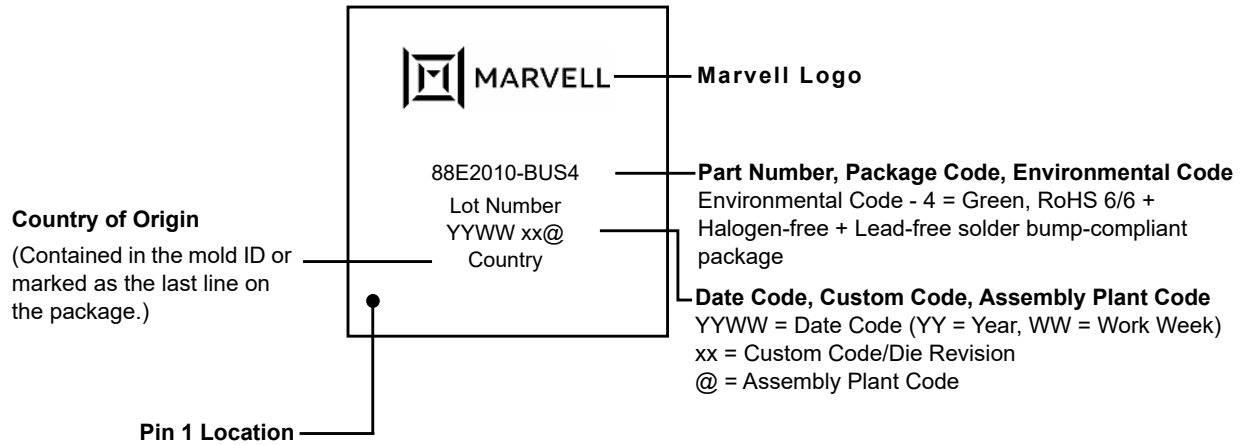 MARVELL
Marvell Logo
88E2010-BUS4
Part Number, Package Code, Environmental Code
Environmental Code - 4 = Green, RoHS 6/6 +
Halogen-free + Lead-free solder bump-compliant
package
Lot Number
YYWW xx@
Country
Country of Origin
(Contained in the mold ID or
marked as the last line on
the package.)
Date Code, Custom Code, Assembly Plant Code
YYWW = Date Code (YY = Year, WW = Work Week)
xx = Custom Code/Die Revision
@ = Assembly Plant Code
Pin 1 Location